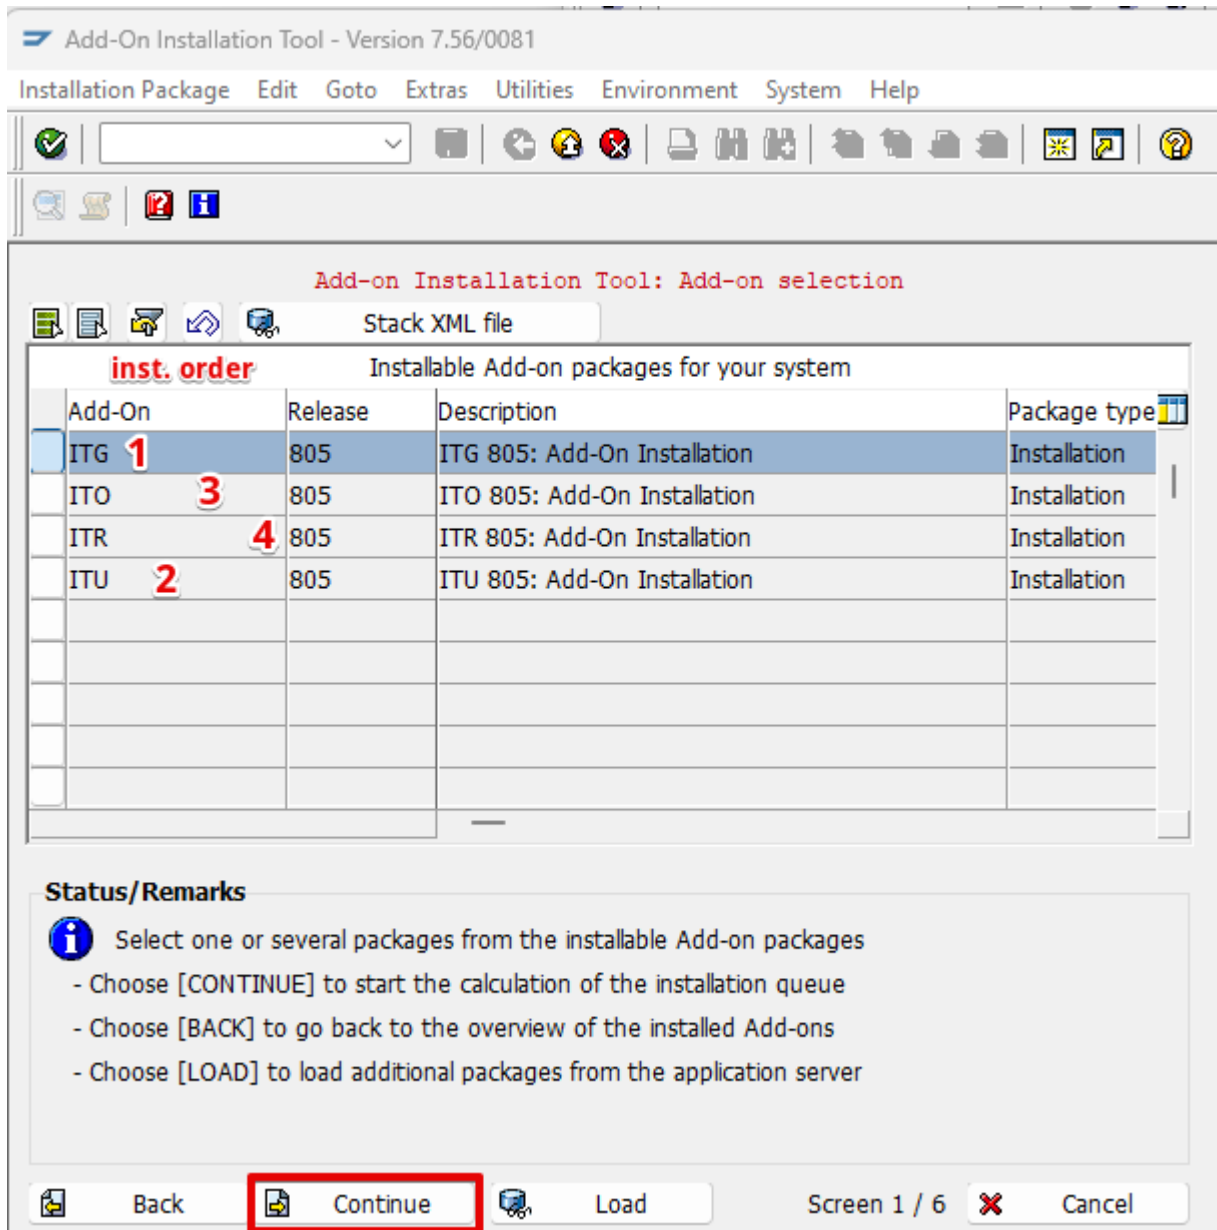 Add-On Installation Tool - Version 7.56/0081
Installation Package Edit Goto Extras Utilities Environment System Help
Add-on Installation Tool: Add-on selection
Stack XML file
inst. order Installable Add-on packages for your system
Add-On Release Description Package type
ITG 1 805 ITG 805: Add-On Installation Installation
ITO 3 805 ITO 805: Add-On Installation Installation
ITR 4 805 ITR 805: Add-On Installation Installation
ITU 2 805 ITU 805: Add-On Installation Installation
Status/Remarks
Select one or several packages from the installable Add-on packages
- Choose [CONTINUE] to start the calculation of the installation queue
- Choose [BACK] to go back to the overview of the installed Add-ons
- Choose [LOAD] to load additional packages from the application server
Back Continue Load Screen 1 / 6 Cancel